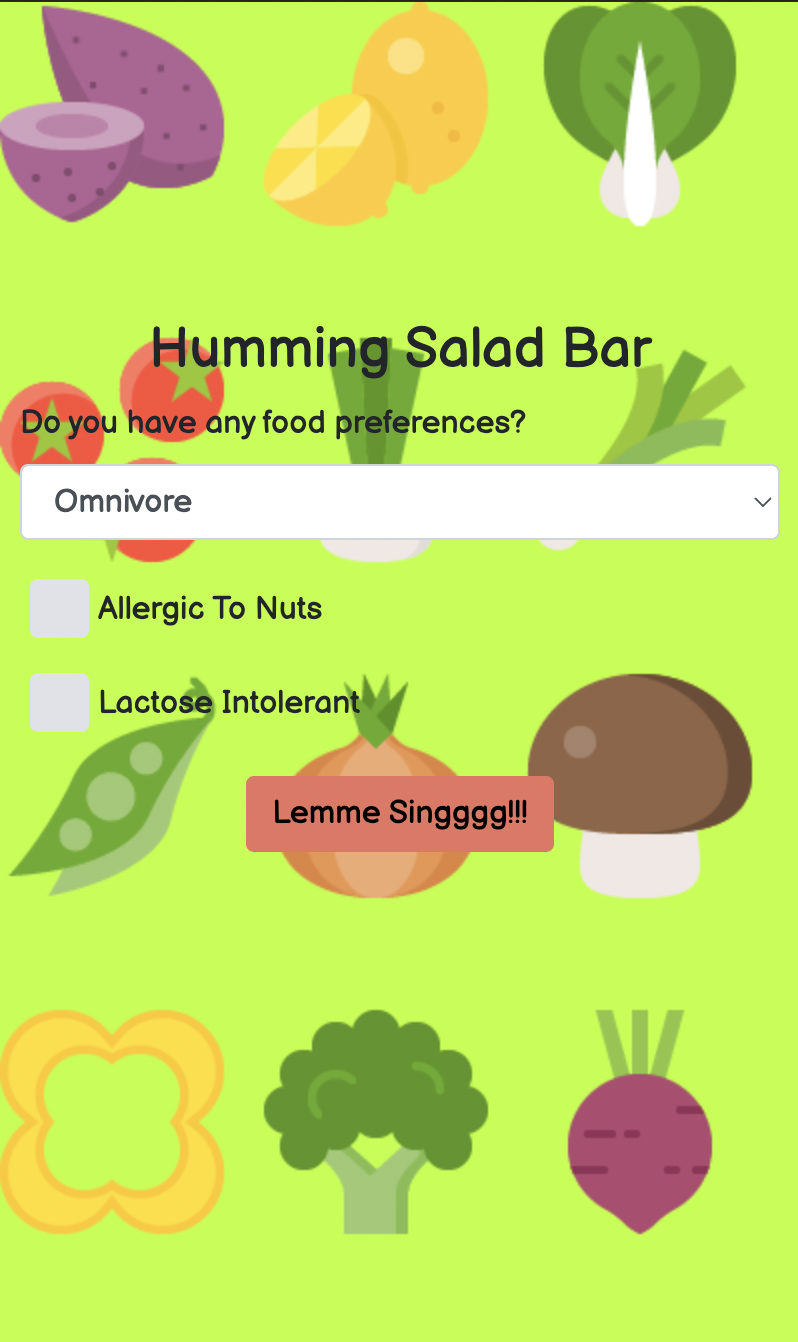 Humming Salad Bar
Do you have any food preferences?
Omnivore
Allergic To Nuts
Lactose Intolerant
Lemme Singggg!!!